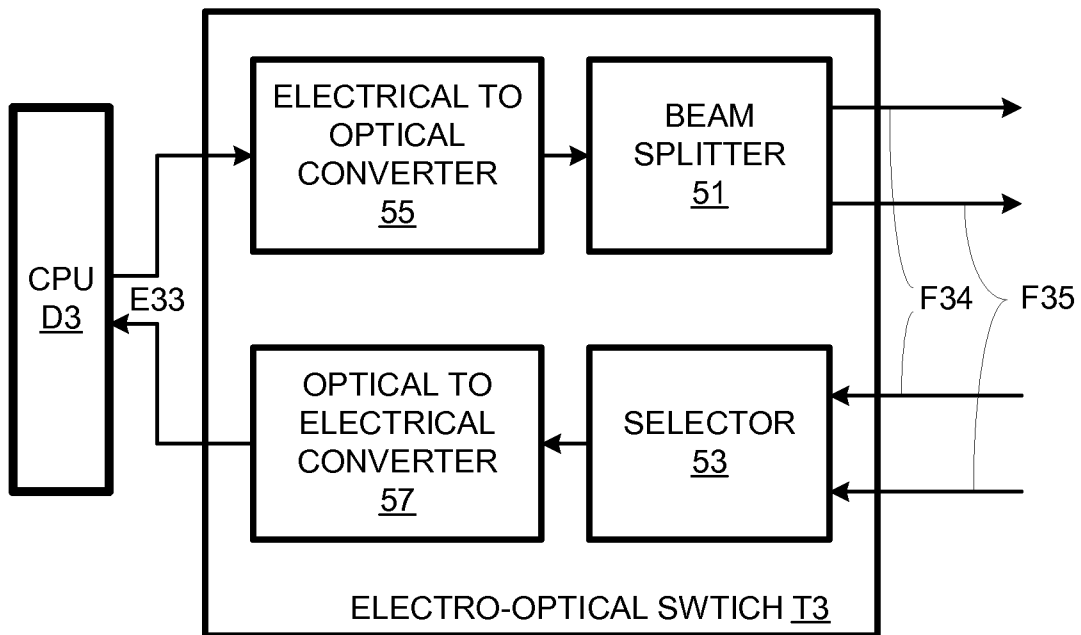 ELECTRICAL TO
OPTICAL
CONVERTER
55
BEAM
SPLITTER
51
CPU
D3
E33
F34
F35
OPTICAL TO
ELECTRICAL
CONVERTER
57
SELECTOR
53
ELECTRO-OPTICAL SWTICH T3